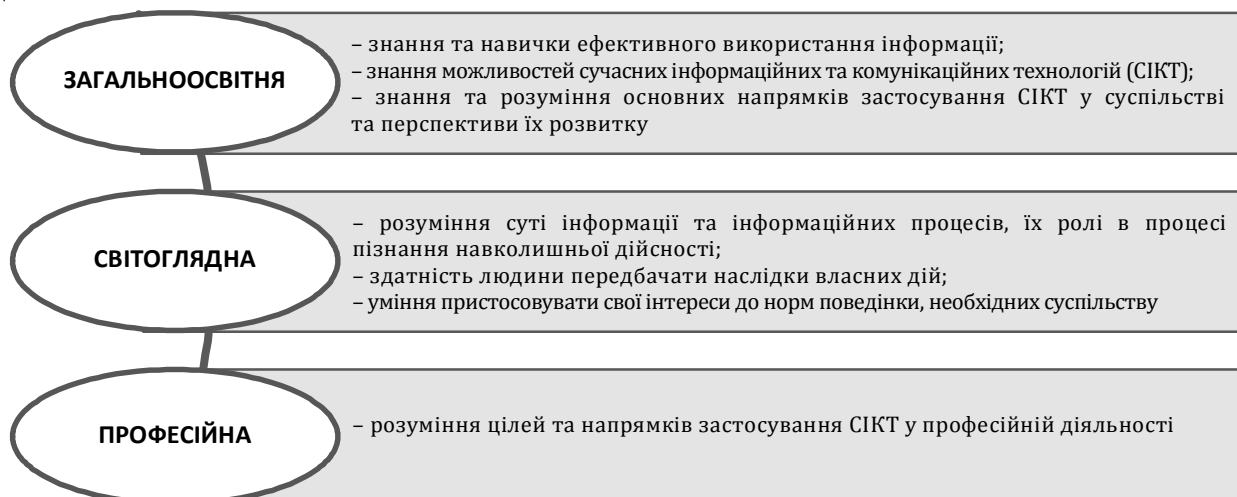 ЗАГАЛЬНООСВІТНЯ
– знання та навички ефективного використання інформації;
– знання можливостей сучасних інформаційних та комунікаційних технологій (СІКТ);
– знання та розуміння основних напрямків застосування СІКТ у суспільстві
та перспективи їх розвитку
СВІТОГЛЯДНА
– розуміння суті інформації та інформаційних процесів, їх ролі в процесі
пізнання навколишньої дійсності;
– здатність людини передбачати наслідки власних дій;
– уміння пристосовувати свої інтереси до норм поведінки, необхідних суспільству
ПРОФЕСІЙНА
– розуміння цілей та напрямків застосування СІКТ у професійній діяльності